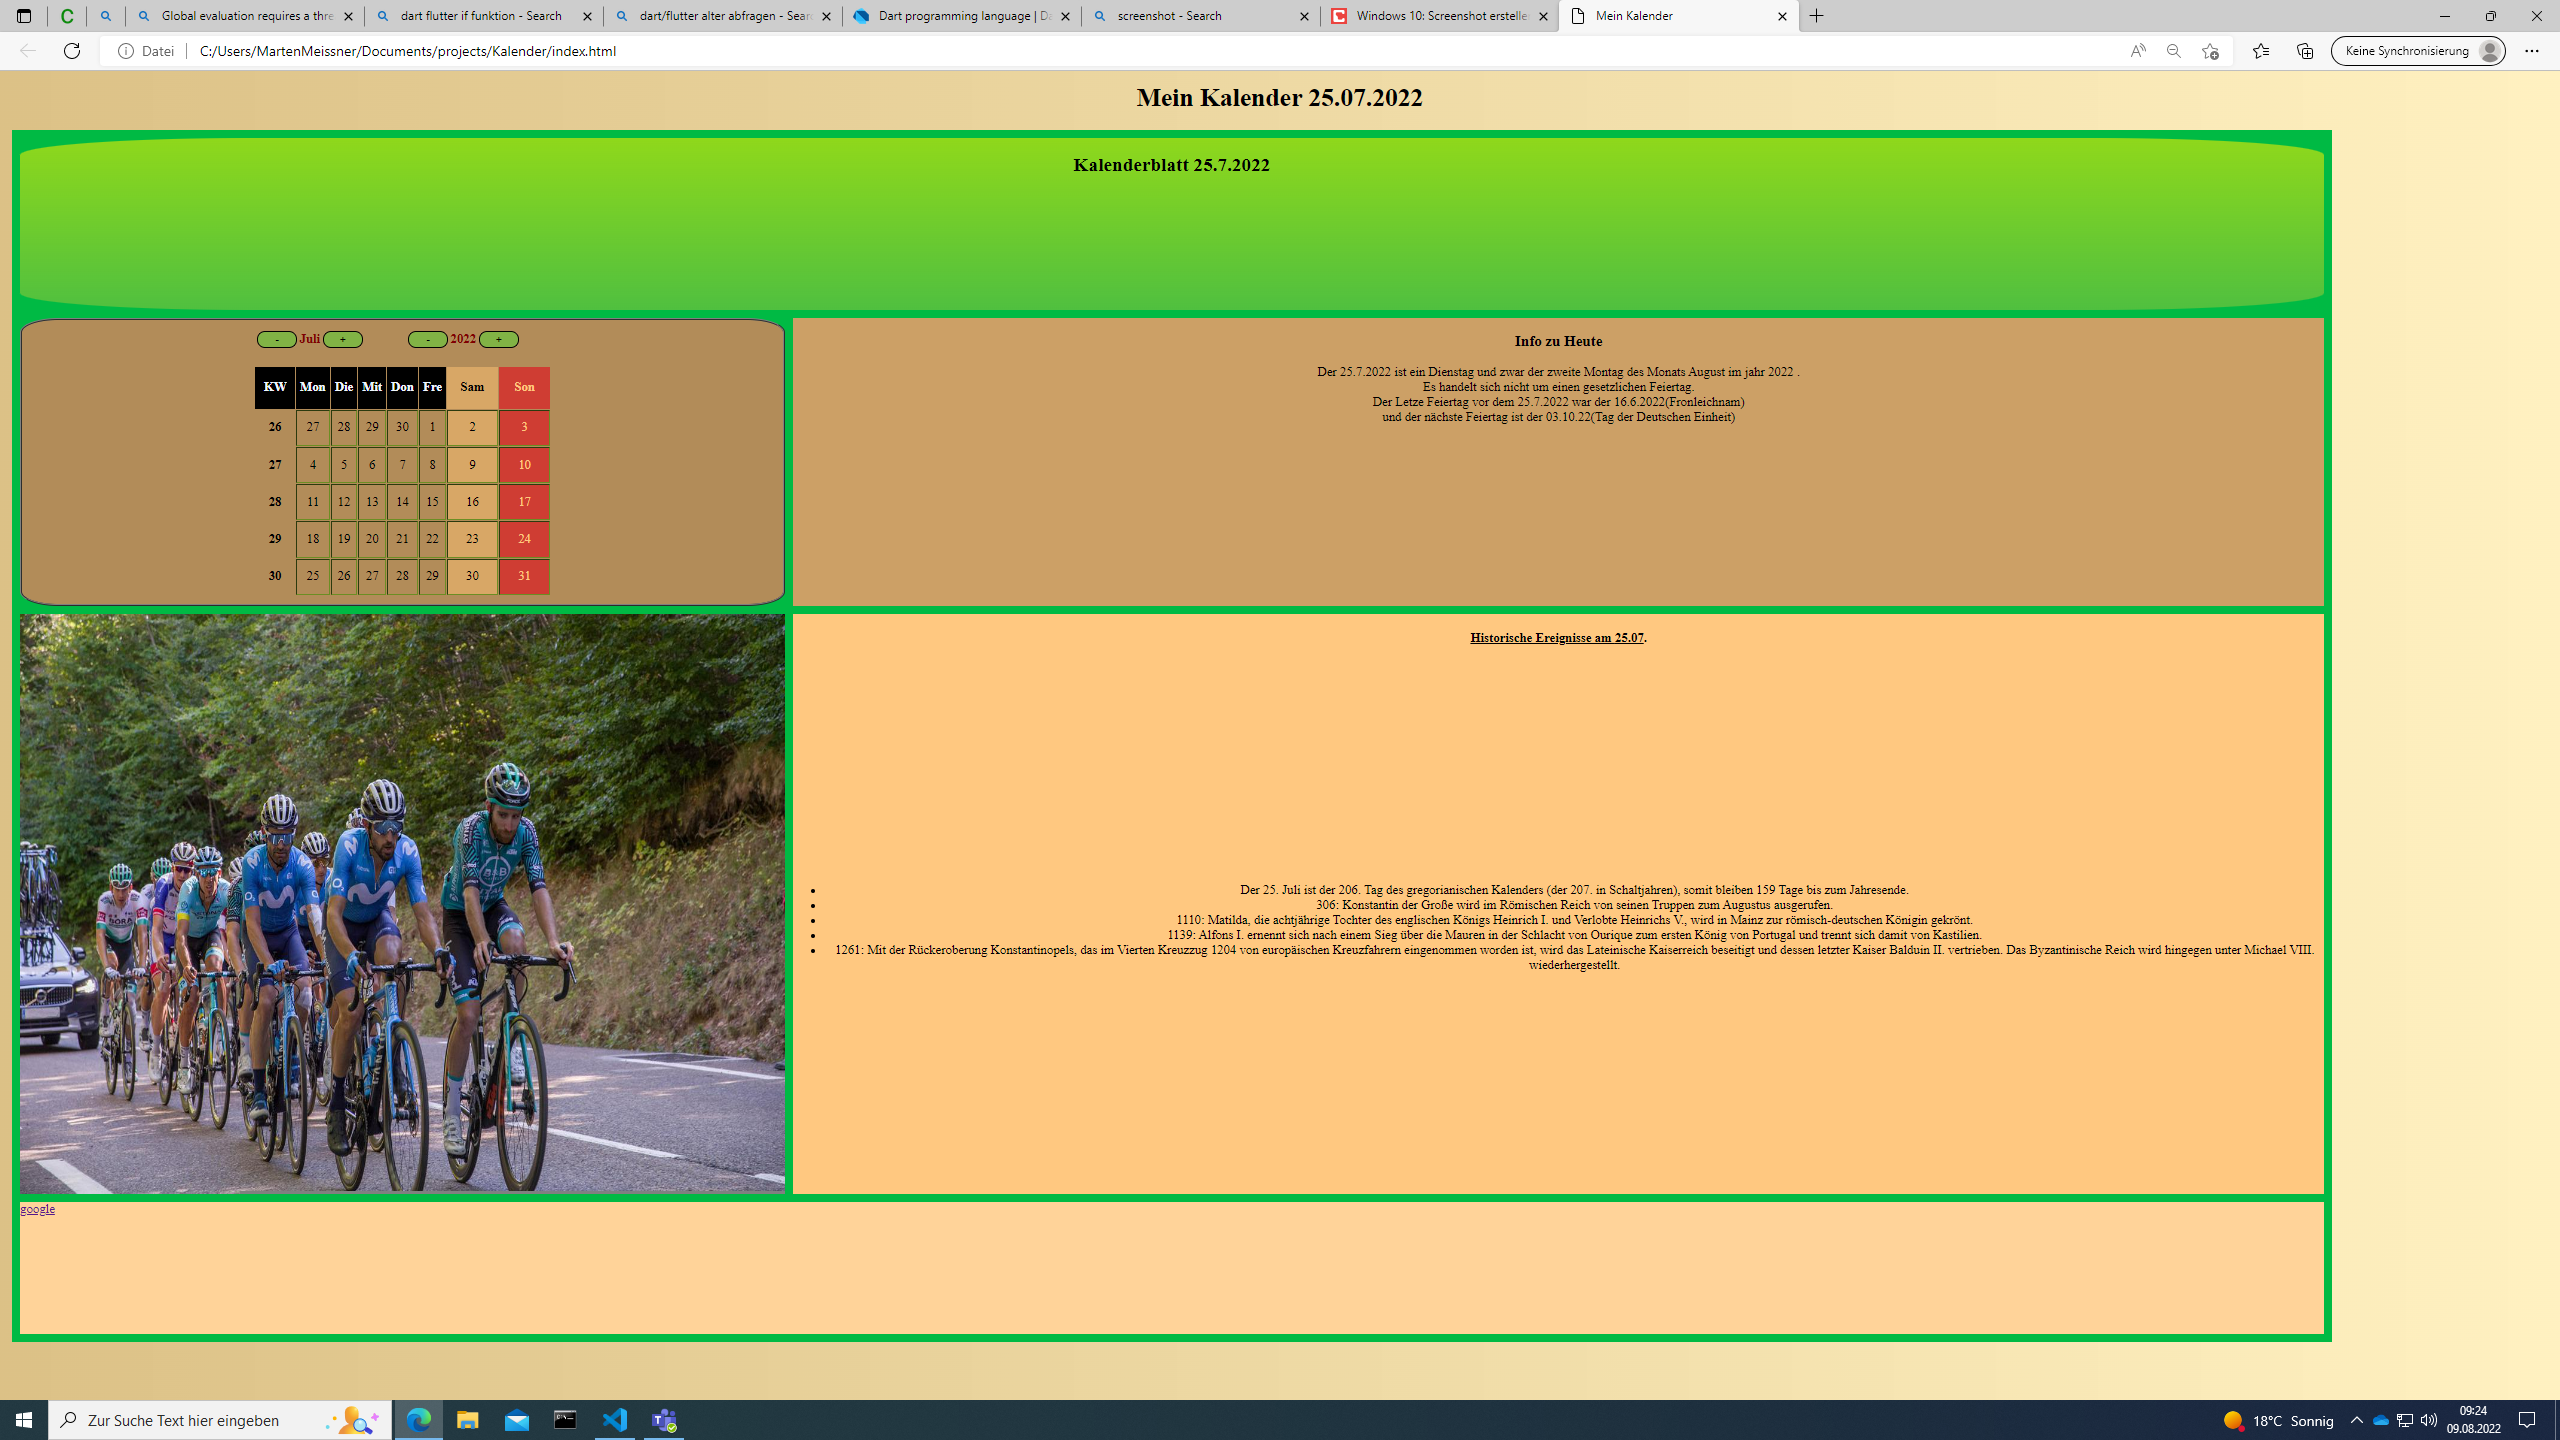 Global evaluation requires a thre
dart flutter if funktion - Search
dart/flutter alter abfragen - Sear
Dart programming language | Da
screenshot - Search
Windows 10: Screenshot erstellen
Mein Kalender
Datei
C:/Users/MartenMeissner/Documents/projects/Kalender/index.html
Keine Synchronisierung
Mein Kalender 25.07.2022
Kalenderblatt 25.7.2022
- Juli + - 2022 +
KW Mon Die Mit Don Fre Sam Son
26 27 28 29 30 1 2 3
27 4 5 6 7 8 9 10
28 11 12 13 14 15 16 17
29 18 19 20 21 22 23 24
30 25 26 27 28 29 30 31
Info zu Heute
Der 25.7.2022 ist ein Dienstag und zwar der zweite Montag des Monats August im jahr 2022 .
Es handelt sich nicht um einen gesetzlichen Feiertag.
Der Letze Feiertag vor dem 25.7.2022 war der 16.6.2022(Fronleichnam)
und der nächste Feiertag ist der 03.10.22(Tag der Deutschen Einheit)
Historische Ereignisse am 25.07.
Der 25. Juli ist der 206. Tag des gregorianischen Kalenders (der 207. in Schaltjahren), somit bleiben 159 Tage bis zum Jahresende.
306: Konstantin der Große wird im Römischen Reich von seinen Truppen zum Augustus ausgerufen.
1110: Matilda, die achtjährige Tochter des englischen Königs Heinrich I. und Verlobte Heinrichs V., wird in Mainz zur römisch-deutschen Königin gekrönt.
1139: Alfons I. ernennt sich nach einem Sieg über die Mauren in der Schlacht von Ourique zum ersten König von Portugal und trennt sich damit von Kastilien.
1261: Mit der Rückeroberung Konstantinopels, das im Vierten Kreuzzug 1204 von europäischen Kreuzfahrern eingenommen worden ist, wird das Lateinische Kaiserreich beseitigt und dessen letzter Kaiser Balduin II. vertrieben. Das Byzantinische Reich wird hingegen unter Michael VIII.
wiederhergestellt.
google
Zur Suche Text hier eingeben
18°C Sonnig
09:24
09.08.2022